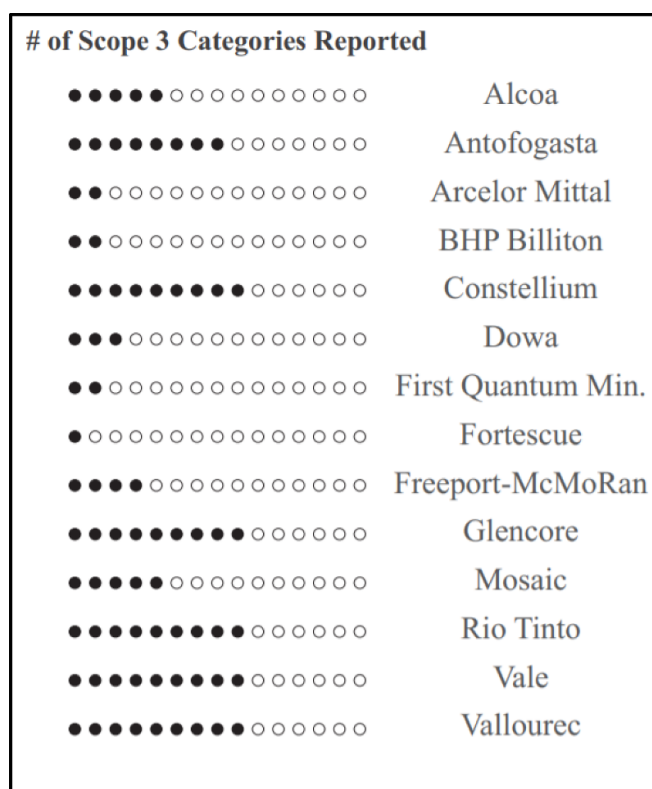 # of Scope 3 Categories Reported
Alcoa
Antofogasta
Arcelor Mittal
BHP Billiton
Constellium
Dowa
First Quantum Min.
Fortescue
Freeport-McMoRan
Glencore
Mosaic
Rio Tinto
Vale
Vallourec